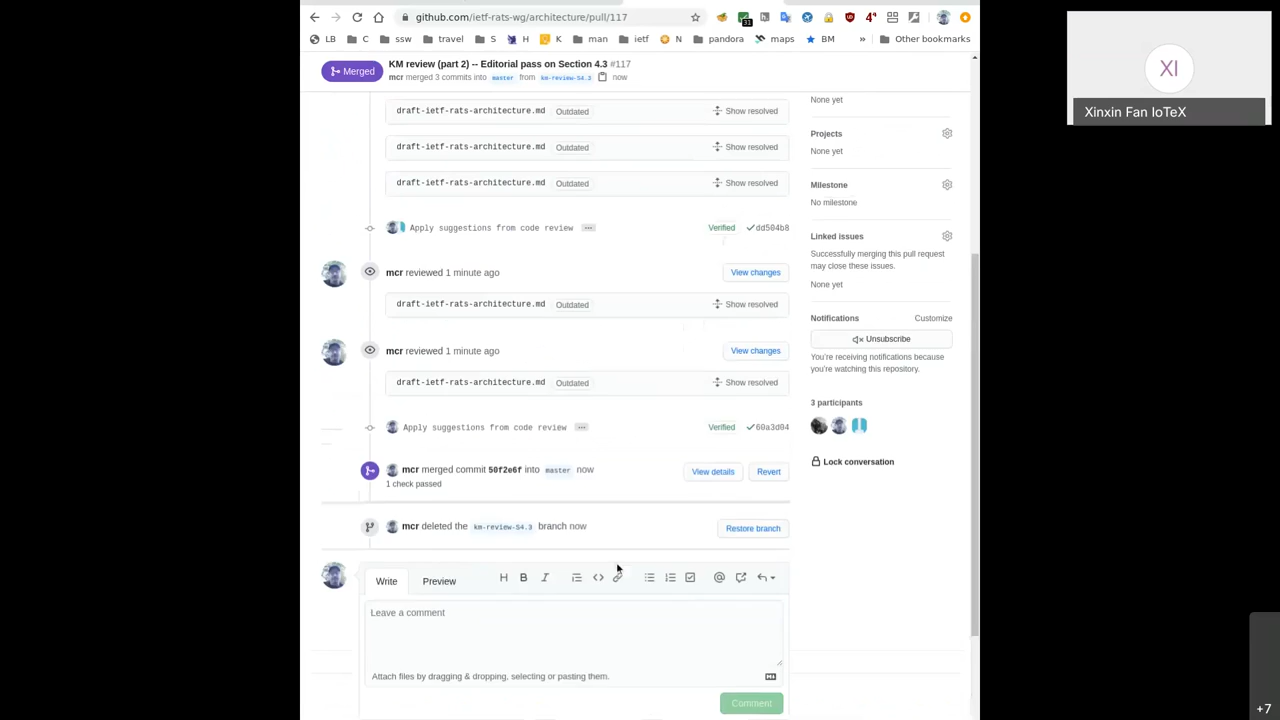 github.com/ietf-rats-wg/architecture/pull/117
31
LB C ssw travel S H K man ietf N pandora maps BM » Other bookmarks
Merged
KM review (part 2) -- Editorial pass on Section 4.3 #117
mcr merged 3 commits into master from km-review-S4.3 now
draft-ietf-rats-architecture.md Outdated Show resolved
draft-ietf-rats-architecture.md Outdated Show resolved
draft-ietf-rats-architecture.md Outdated Show resolved
Apply suggestions from code review ... Verified dd504b8
mcr reviewed 1 minute ago View changes
draft-ietf-rats-architecture.md Outdated Show resolved
mcr reviewed 1 minute ago View changes
draft-ietf-rats-architecture.md Outdated Show resolved
Apply suggestions from code review ... Verified 60a3d04
mcr merged commit 50f2e6f into master now View details Revert
1 check passed
mcr deleted the km-review-S4.3 branch now Restore branch
Write Preview H B I
Leave a comment
Attach files by dragging & dropping, selecting or pasting them.
Comment
None yet
Projects
None yet
Milestone
No milestone
Linked issues
Successfully merging this pull request
may close these issues.
None yet
Notifications Customize
Unsubscribe
You're receiving notifications because
you're watching this repository.
3 participants
Lock conversation
XI
Xinxin Fan IoTeX
+7